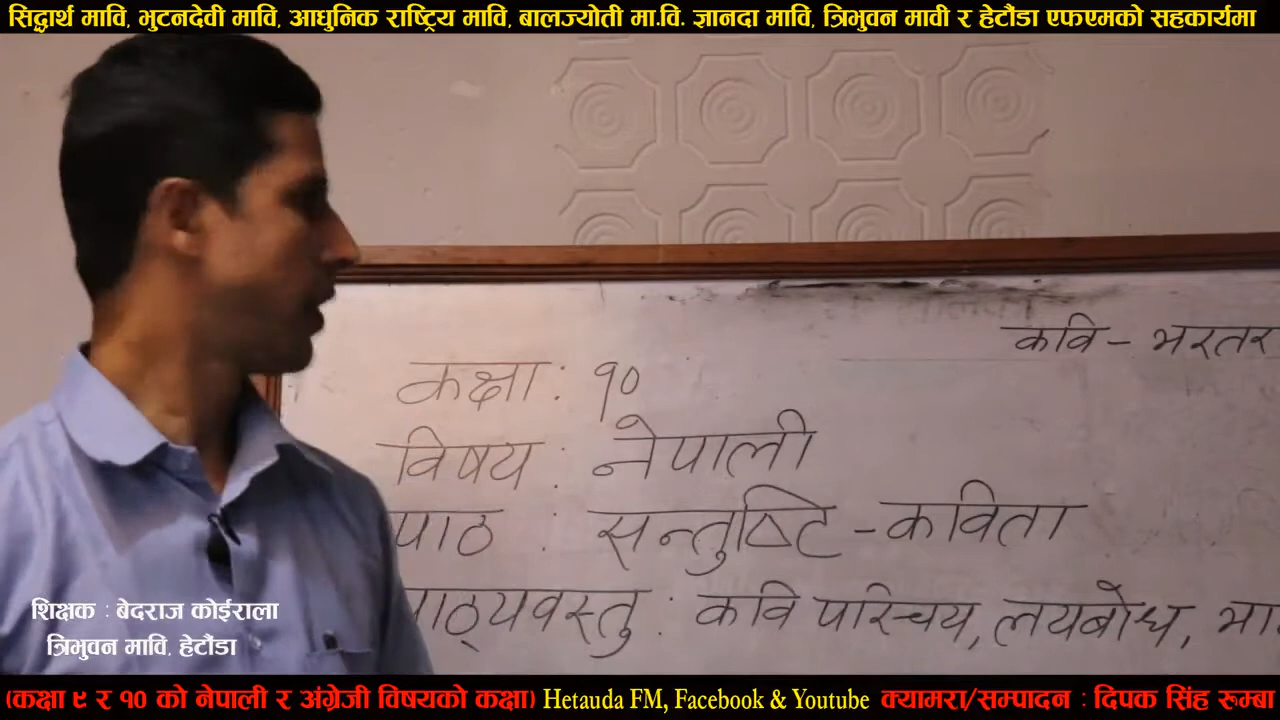 सिद्धार्थ मावि, भुटनदेवी मावि, आधुनिक राष्ट्रिय मावि, बालज्योती मा.वि. ज्ञानदा मावि, त्रिभुवन मावी र हेटौंडा एफएमको सहकार्यमा
कवि - भरतर
कक्षा : १०
विषय : नेपाली
पाठ : सन्तुष्टि - कविता
पाठ्यवस्तु : कवि परिचय, लयबोध, भा
शिक्षक : बेदराज कोईराला
त्रिभुवन मावि, हेटौंडा
(कक्षा ९ र १० को नेपाली र अंग्रेजी विषयको कक्षा) Hetauda FM, Facebook & Youtube क्यामरा/सम्पादन : दिपक सिंह रुम्बा